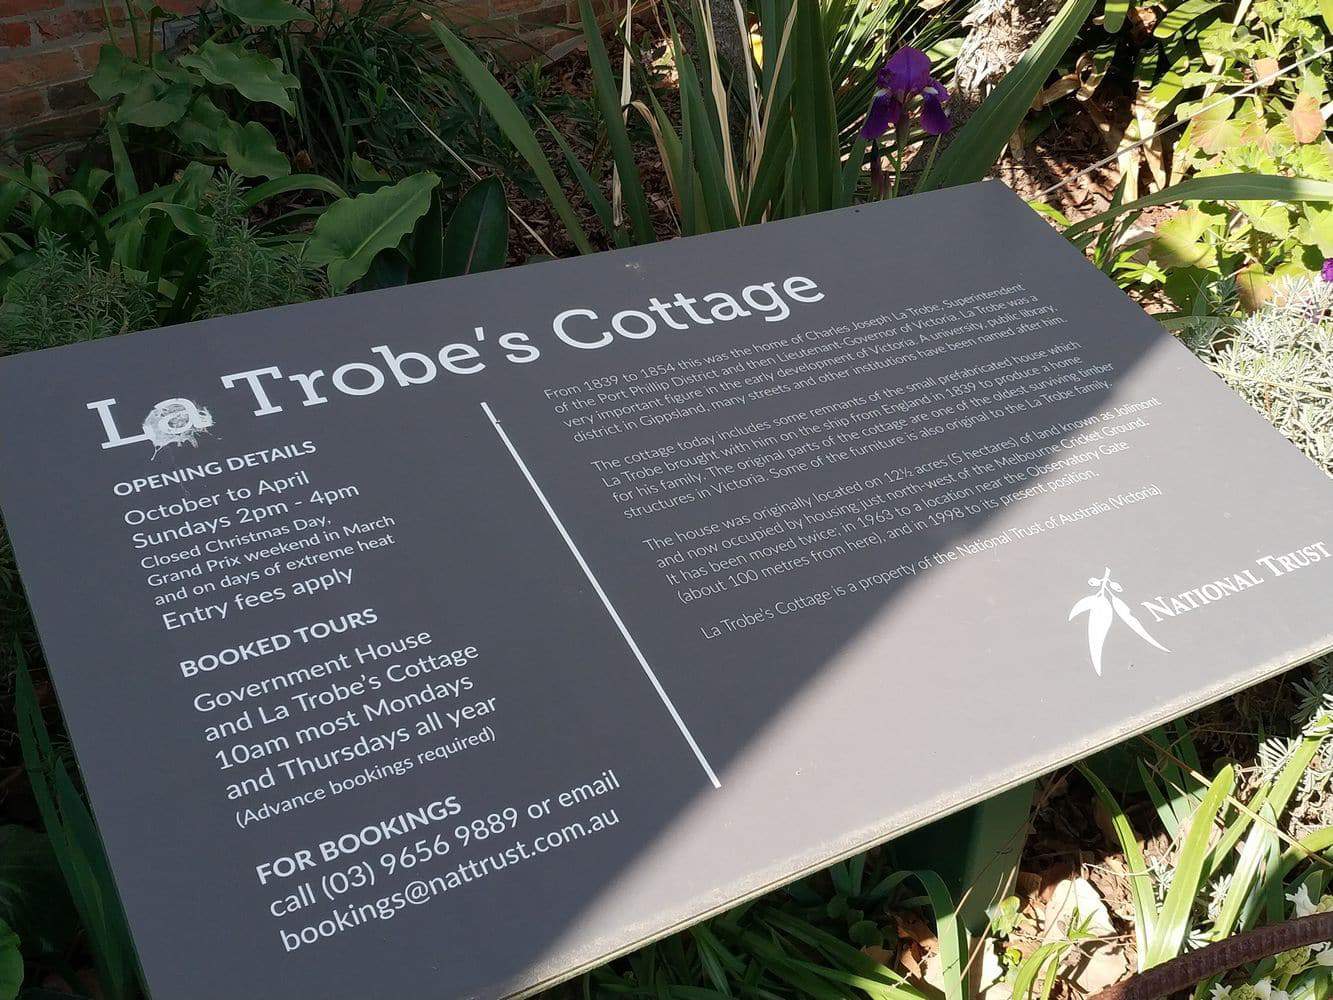 La Trobe's Cottage
OPENING DETAILS
October to April
Sundays 2pm - 4pm
Closed Christmas Day,
Grand Prix weekend in March
and on days of extreme heat
Entry fees apply
BOOKED TOURS
Government House
and La Trobe's Cottage
10am most Mondays
and Thursdays all year
(Advance bookings required)
FOR BOOKINGS
call (03) 9656 9889 or email
bookings@nattrust.com.au
From 1839 to 1854 this was the home of Charles Joseph La Trobe, Superintendent
of the Port Phillip District and then Lieutenant-Governor of Victoria. La Trobe was a
very important figure in the early development of Victoria. A university, public library,
district in Gippsland, many streets and other institutions have been named after him.
The cottage today includes some remnants of the small prefabricated house which
La Trobe brought with him on the ship from England in 1839 to produce a home
for his family. The original parts of the cottage are one of the oldest surviving timber
structures in Victoria. Some of the furniture is also original to the La Trobe family.
The house was originally located on 12½ acres (5 hectares) of land known as Jolimont
and now occupied by housing just north-west of the Melbourne Cricket Ground.
It has been moved twice: in 1963 to a location near the Observatory Gate
(about 100 metres from here), and in 1998 to its present position.
La Trobe's Cottage is a property of the National Trust of Australia (Victoria)
NATIONAL TRUST